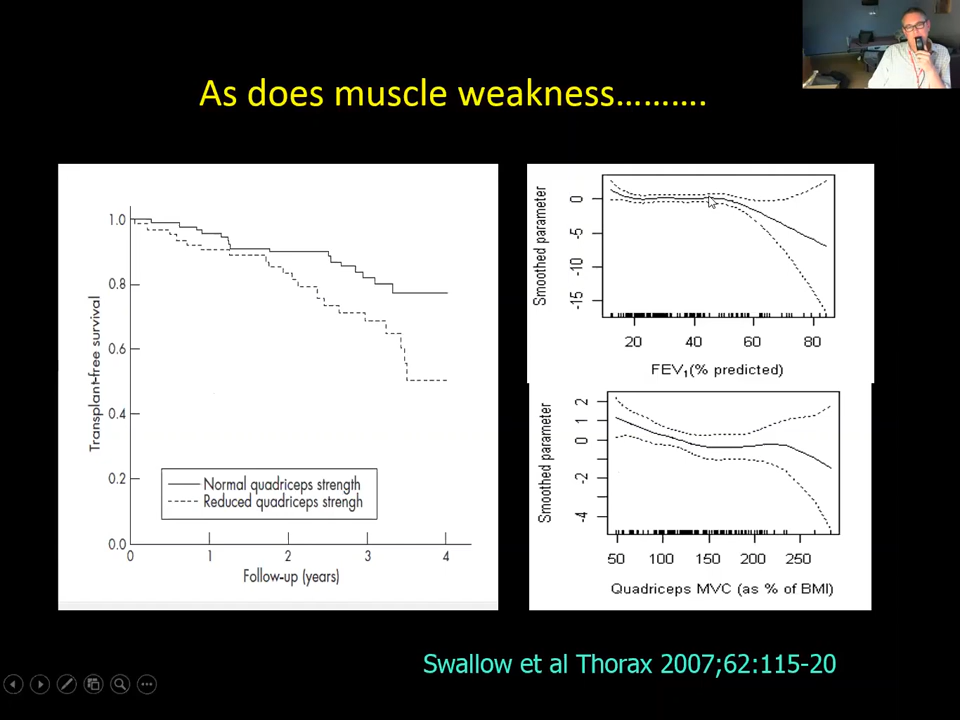 As does muscle weakness……….
Transplant-free survival
1.0
0.8
0.6
0.4
0.2
0.0
Normal quadriceps strength
Reduced quadriceps strengh
0 1 2 3 4
Follow-up (years)
Smoothed parameter
0
-5
-10
-15
20 40 60 80
FEV1(% predicted)
Smoothed parameter
2
1
0
-2
-4
50 100 150 200 250
Quadriceps MVC (as % of BMI)
Swallow et al Thorax 2007;62:115-20